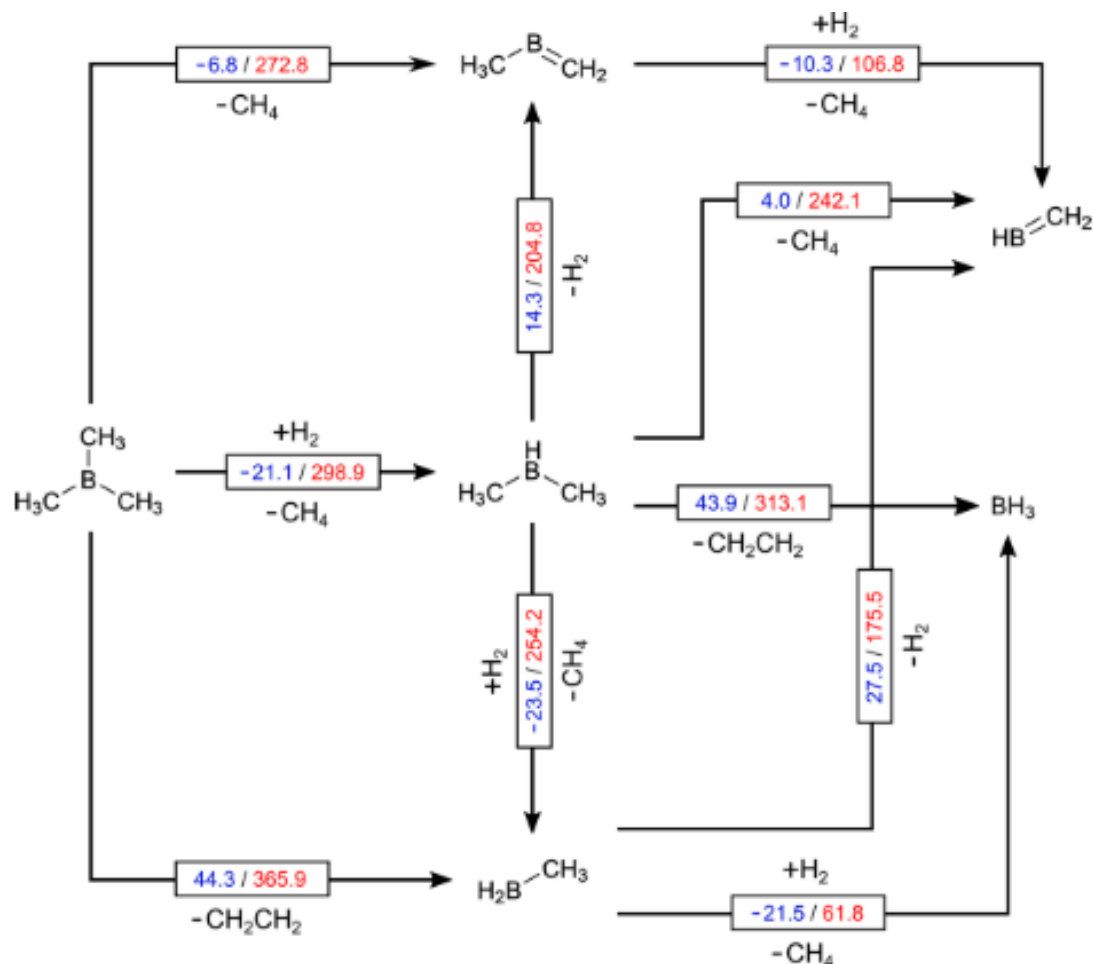 +H₂
-6.8 / 272.8
-CH₄
H₃C B CH₂
-10.3 / 106.8
-CH₄
4.0 / 242.1
-CH₄
HB CH₂
14.3 / 204.8
-H₂
CH₃
B
H₃C CH₃
+H₂
-21.1 / 298.9
-CH₄
H
B
H₃C CH₃
43.9 / 313.1
-CH₂CH₂
BH₃
+H₂
-23.5 / 254.2
-CH₄
27.5 / 175.5
-H₂
44.3 / 365.9
-CH₂CH₂
H₂B CH₃
+H₂
-21.5 / 61.8
-CH₄